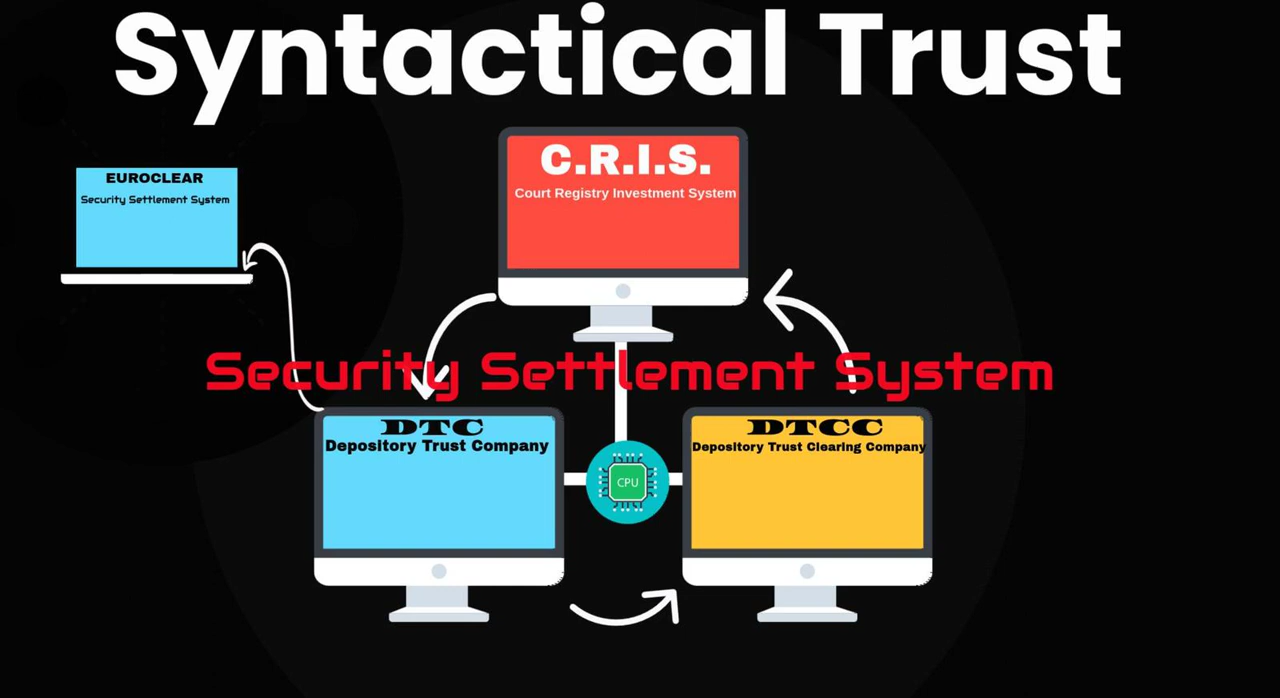 Syntactical Trust
EUROCLEAR
Security Settlement System
C.R.I.S.
Court Registry Investment System
Security Settlement System
DTC
Depository Trust Company
CPU
DTCC
Depository Trust Clearing Company